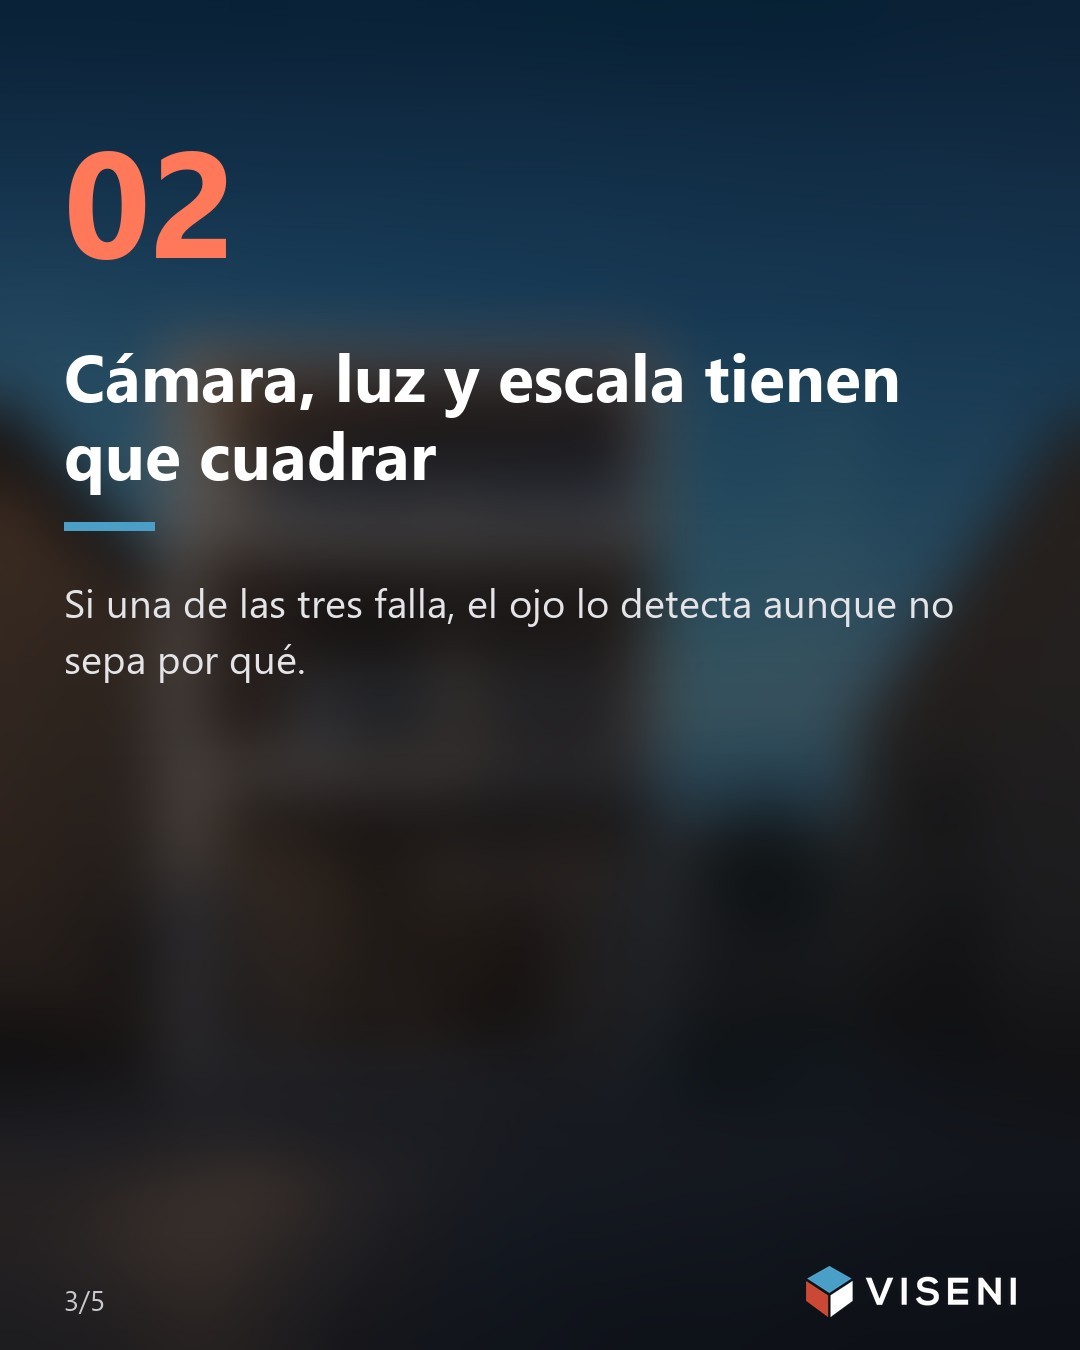 02
Cámara, luz y escala tienen
que cuadrar
Si una de las tres falla, el ojo lo detecta aunque no
sepa por qué.
3/5
VISENI